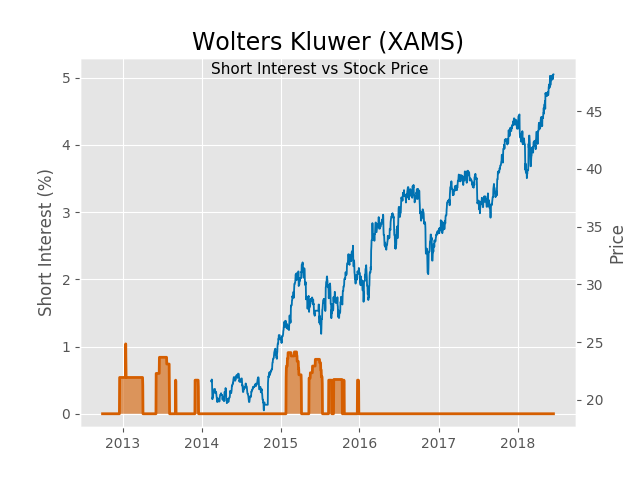 Wolters Kluwer (XAMS)
Short Interest vs Stock Price
Short Interest (%)
5
4
3
2
1
0
45
40
35
30
25
20
Price
2013 2014 2015 2016 2017 2018